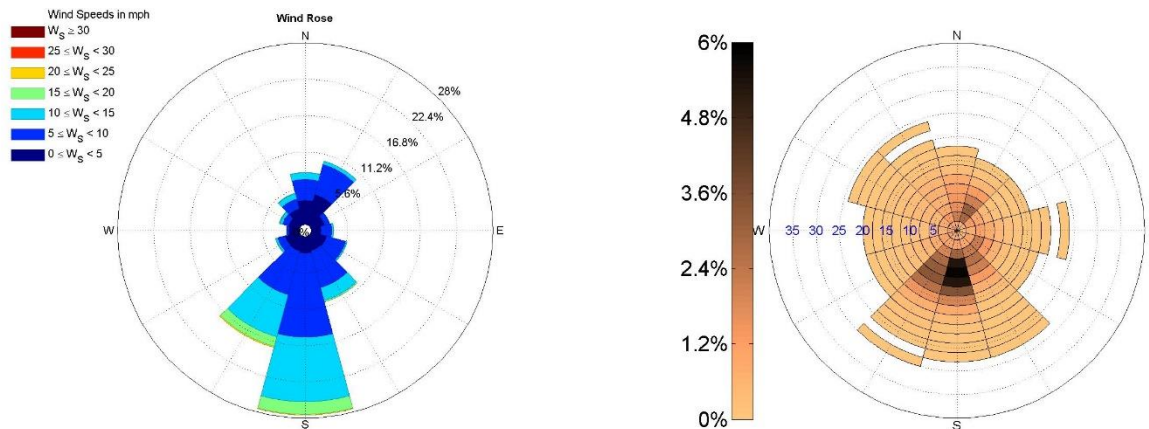 Wind Speeds in mph
W_S ≥ 30
25 ≤ W_S < 30
20 ≤ W_S < 25
15 ≤ W_S < 20
10 ≤ W_S < 15
5 ≤ W_S < 10
0 ≤ W_S < 5
Wind Rose
N
28%
22.4%
16.8%
11.2%
5.6%
W
E
S
6%
4.8%
3.6%
2.4%
1.2%
0%
N
W 35 30 25 20 15 10 5
E
S